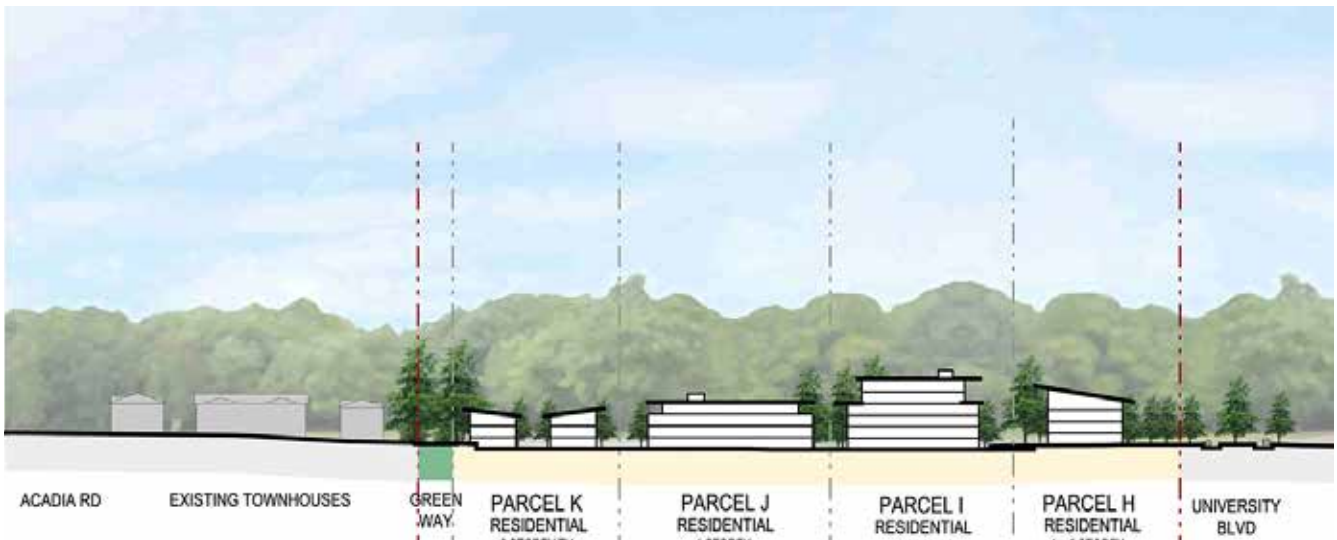 ACADIA RD
EXISTING TOWNHOUSES
GREEN
WAY
PARCEL K
RESIDENTIAL
PARCEL J
RESIDENTIAL
PARCEL I
RESIDENTIAL
PARCEL H
RESIDENTIAL
UNIVERSITY
BLVD